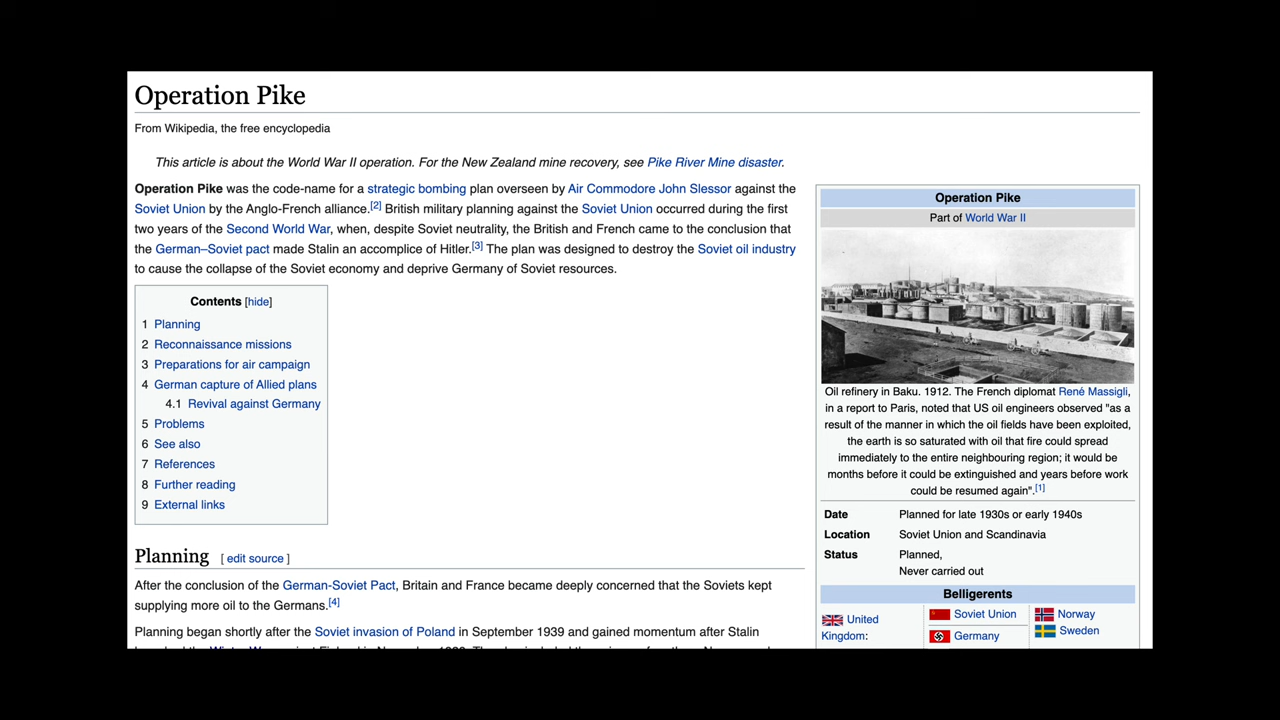 Operation Pike
From Wikipedia, the free encyclopedia
This article is about the World War II operation. For the New Zealand mine recovery, see Pike River Mine disaster.
Operation Pike was the code-name for a strategic bombing plan overseen by Air Commodore John Slessor against the
Soviet Union by the Anglo-French alliance.[2] British military planning against the Soviet Union occurred during the first
two years of the Second World War, when, despite Soviet neutrality, the British and French came to the conclusion that
the German–Soviet pact made Stalin an accomplice of Hitler.[3] The plan was designed to destroy the Soviet oil industry
to cause the collapse of the Soviet economy and deprive Germany of Soviet resources.
Contents [hide]
1 Planning
2 Reconnaissance missions
3 Preparations for air campaign
4 German capture of Allied plans
4.1 Revival against Germany
5 Problems
6 See also
7 References
8 Further reading
9 External links
Planning [ edit source ]
After the conclusion of the German-Soviet Pact, Britain and France became deeply concerned that the Soviets kept
supplying more oil to the Germans.[4]
Planning began shortly after the Soviet invasion of Poland in September 1939 and gained momentum after Stalin
Operation Pike
Part of World War II
Oil refinery in Baku. 1912. The French diplomat René Massigli,
in a report to Paris, noted that US oil engineers observed "as a
result of the manner in which the oil fields have been exploited,
the earth is so saturated with oil that fire could spread
immediately to the entire neighbouring region; it would be
months before it could be extinguished and years before work
could be resumed again".[1]
Date Planned for late 1930s or early 1940s
Location Soviet Union and Scandinavia
Status Planned,
Never carried out
Belligerents
United
Kingdom:
Soviet Union
Germany
Norway
Sweden